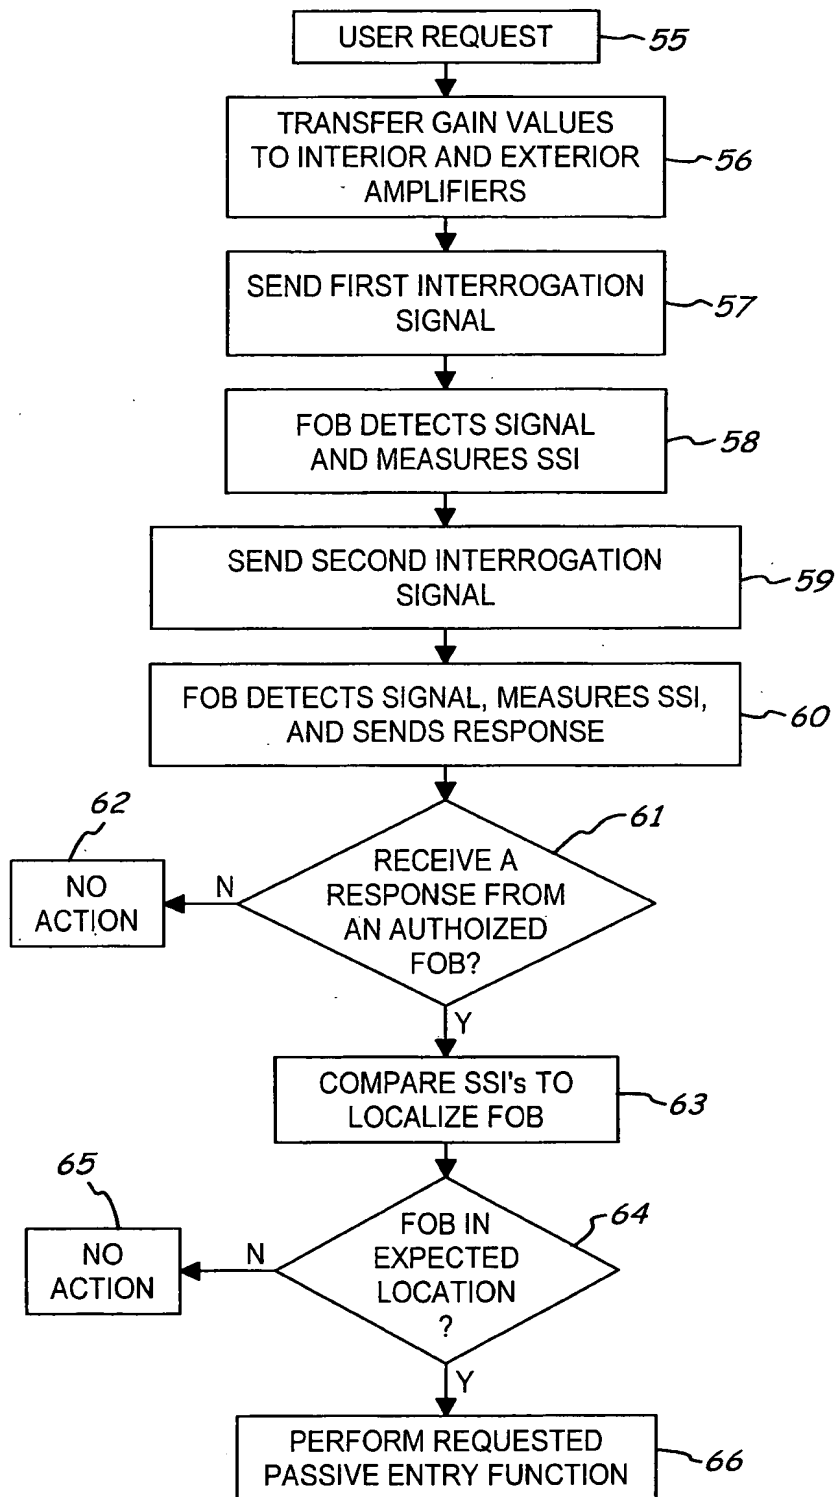 USER REQUEST
55
TRANSFER GAIN VALUES
TO INTERIOR AND EXTERIOR
AMPLIFIERS
56
SEND FIRST INTERROGATION
SIGNAL
57
FOB DETECTS SIGNAL
AND MEASURES SSI
58
SEND SECOND INTERROGATION
SIGNAL
59
FOB DETECTS SIGNAL, MEASURES SSI,
AND SENDS RESPONSE
60
61
RECEIVE A
RESPONSE FROM
AN AUTHOIZED
FOB?
N
62
NO
ACTION
Y
COMPARE SSI's TO
LOCALIZE FOB
63
64
FOB IN
EXPECTED
LOCATION
?
N
65
NO
ACTION
Y
PERFORM REQUESTED
PASSIVE ENTRY FUNCTION
66